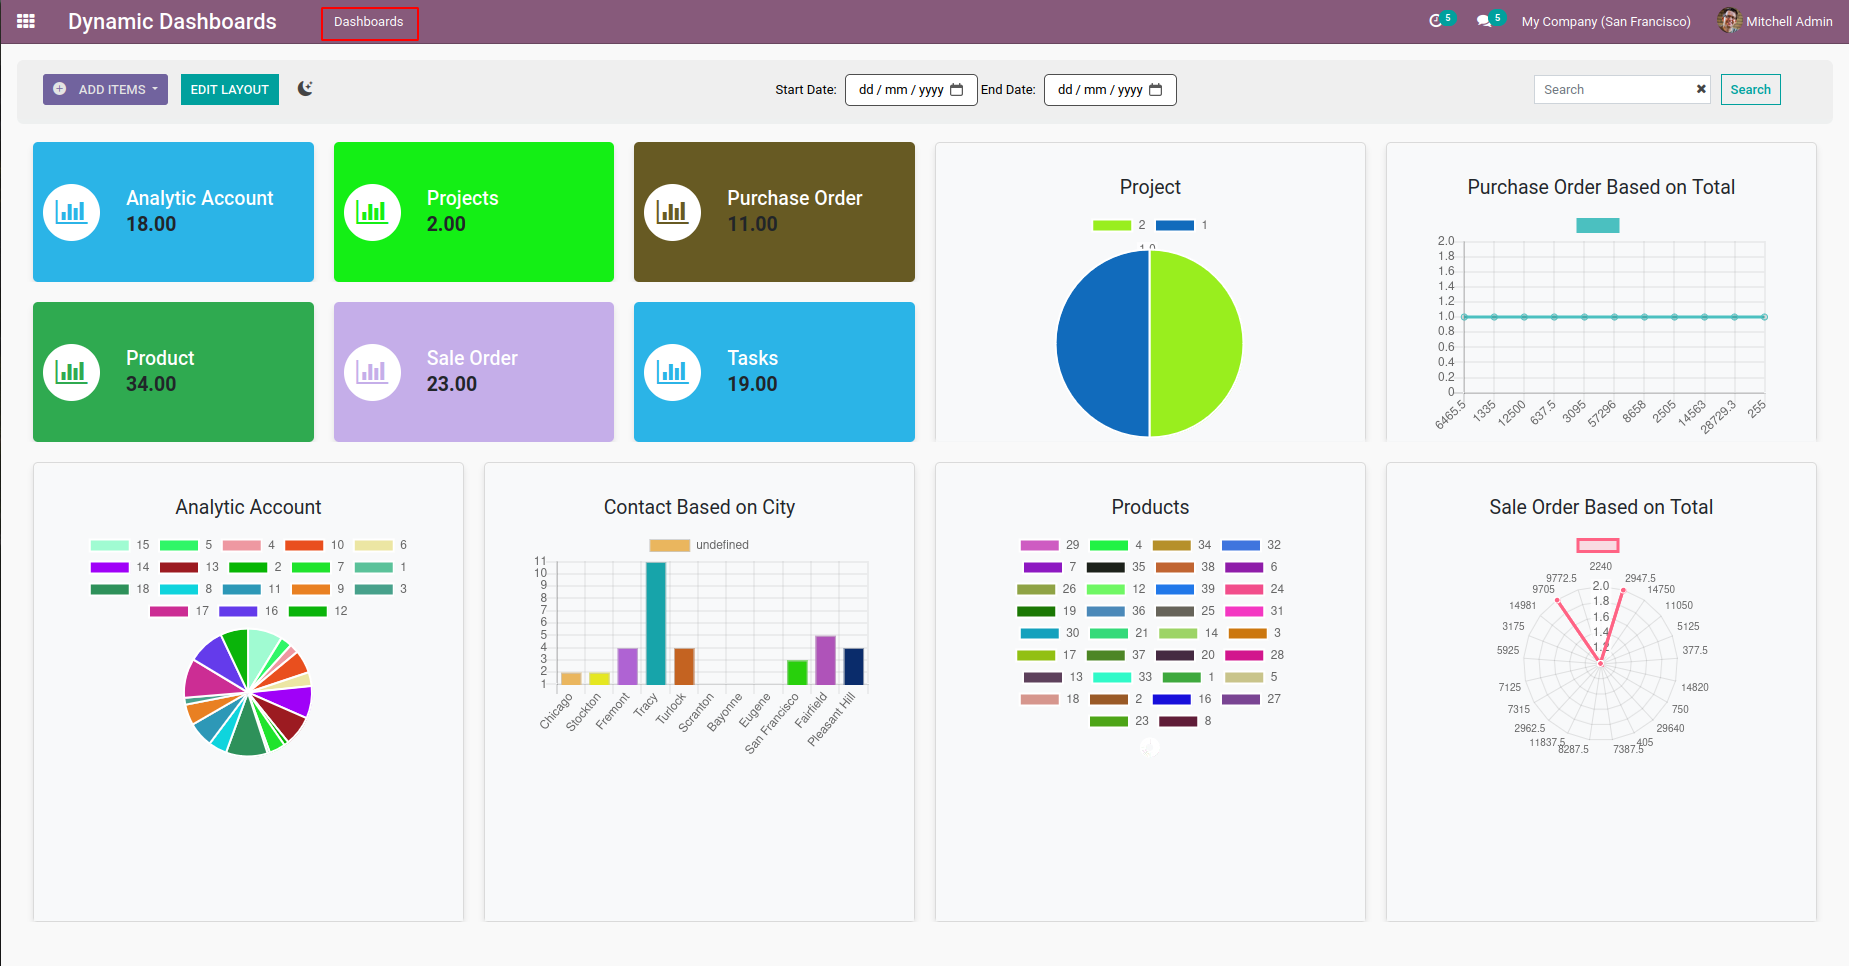 Dynamic Dashboards
Dashboards
5
5
My Company (San Francisco)
Mitchell Admin
ADD ITEMS
EDIT LAYOUT
Start Date:
dd / mm / yyyy
End Date:
dd / mm / yyyy
Search
Search
Analytic Account
18.00
Projects
2.00
Purchase Order
11.00
Product
34.00
Sale Order
23.00
Tasks
19.00
Project
2 1
Purchase Order Based on Total
2.0
1.8
1.6
1.4
1.2
1.0
0.8
0.6
0.4
0.2
0
6465.5 1335 12500 637.5 3095 57296 8658 2505 14563 28729.3 255
Analytic Account
15 5 4 10 6
14 13 2 7 1
18 8 11 9 3
17 16 12
Contact Based on City
undefined
11
10
9
8
7
6
5
4
3
2
1
Chicago Stockton Fremont Tracy Turlock Scranton Bayonne Eugene San Francisco Fairfield Pleasant Hill
Products
29 4 34 32
7 35 38 6
26 12 39 24
19 36 25 31
30 21 14 3
17 37 20 28
13 33 1 5
18 2 16 27
23 8
Sale Order Based on Total
2240
9772.5 2947.5
9705 2.0 14750
14981 1.8 11050
3175 1.6 5125
1.4
5925 1.2 377.5
7125 14820
7315 750
2962.5 29640
11837.5 405
8287.5 7387.5